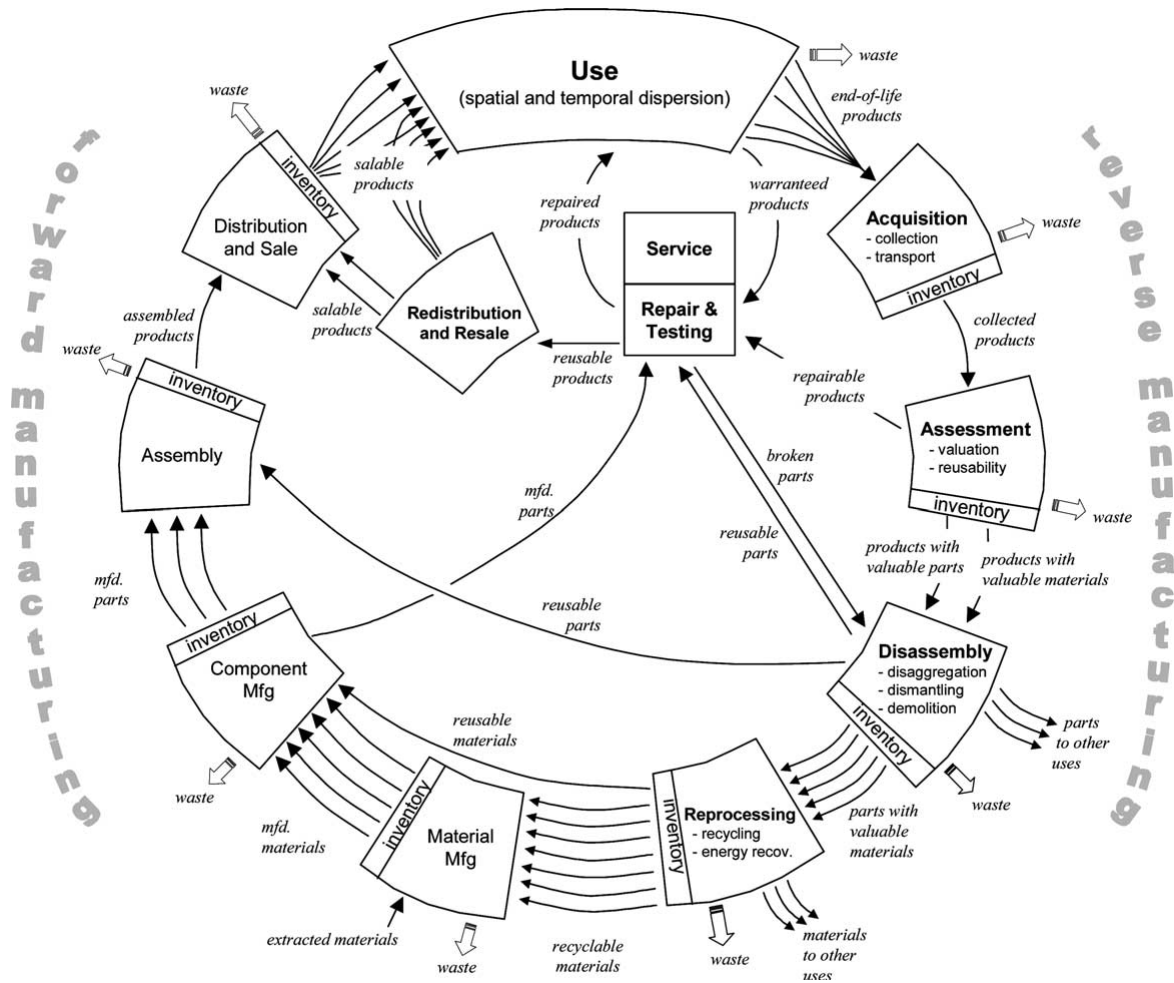 Use
(spatial and temporal dispersion)
waste
end-of-life
products
waste
inventory
Distribution
and Sale
salable
products
repaired
products
warranteed
products
Service
Repair &
Testing
Acquisition
- collection
- transport
inventory
waste
forward manufacturing
reverse manufacturing
assembled
products
salable
products
Redistribution
and Resale
reusable
products
repairable
products
collected
products
waste
inventory
Assembly
Assessment
- valuation
- reusability
inventory
waste
mfd.
parts
broken
parts
reusable
parts
products with
valuable parts
products with
valuable materials
mfd.
parts
reusable
parts
inventory
Component
Mfg
waste
Disassembly
- disaggregation
- dismantling
- demolition
inventory
parts
to other
uses
waste
reusable
materials
mfd.
materials
inventory
Material
Mfg
extracted materials
waste
inventory
Reprocessing
- recycling
- energy recov.
parts with
valuable
materials
recyclable
materials
waste
materials
to other
uses